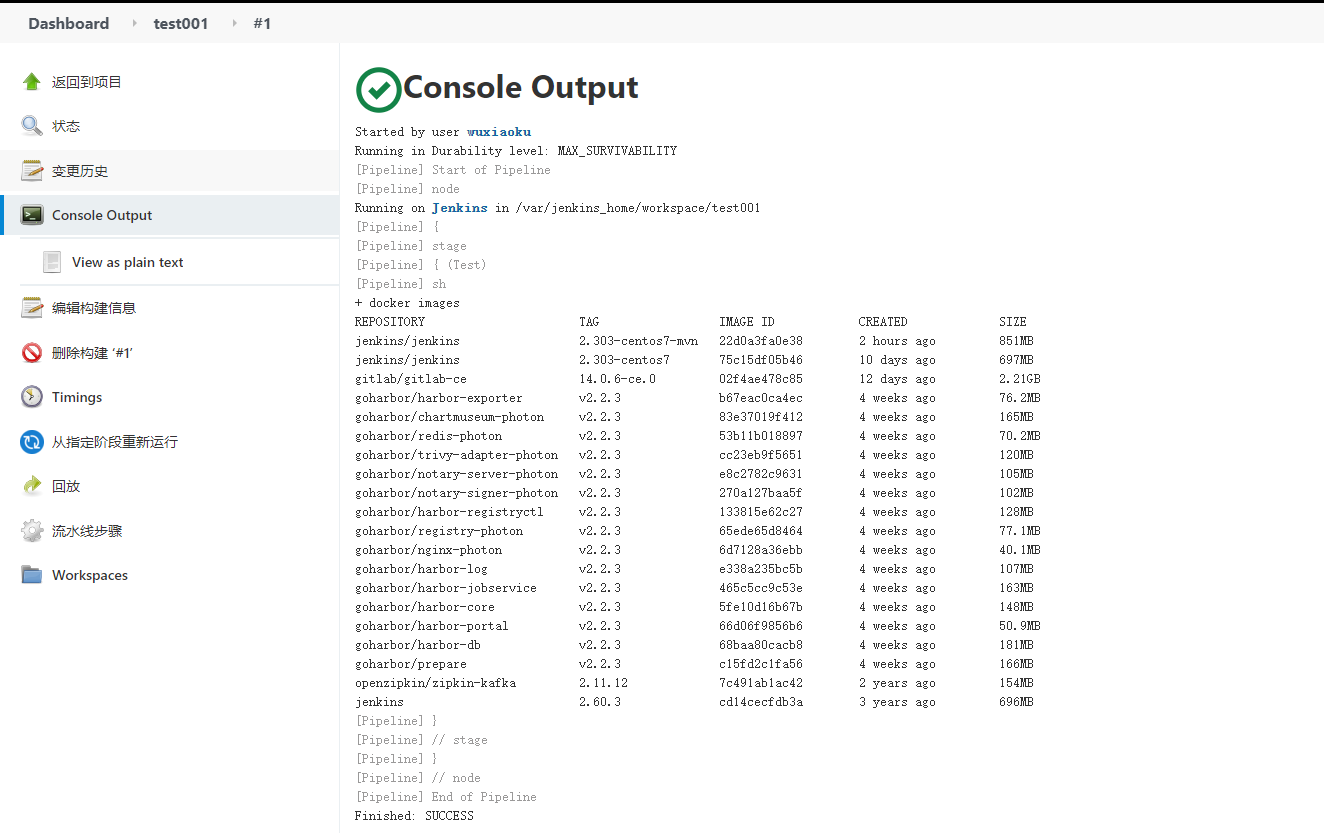 Dashboard test001 #1
返回到项目
状态
变更历史
Console Output
View as plain text
编辑构建信息
删除构建 ‘#1’
Timings
从指定阶段重新运行
回放
流水线步骤
Workspaces
Console Output
Started by user wuxiaoku
Running in Durability level: MAX_SURVIVABILITY
[Pipeline] Start of Pipeline
[Pipeline] node
Running on Jenkins in /var/jenkins_home/workspace/test001
[Pipeline] {
[Pipeline] stage
[Pipeline] { (Test)
[Pipeline] sh
+ docker images
REPOSITORY TAG IMAGE ID CREATED SIZE
jenkins/jenkins 2.303-centos7-mvn 22d0a3fa0e38 2 hours ago 851MB
jenkins/jenkins 2.303-centos7 75c15df05b46 10 days ago 697MB
gitlab/gitlab-ce 14.0.6-ce.0 02f4ae478c85 12 days ago 2.21GB
goharbor/harbor-exporter v2.2.3 b67eac0ca4ec 4 weeks ago 76.2MB
goharbor/chartmuseum-photon v2.2.3 83e37019f412 4 weeks ago 165MB
goharbor/redis-photon v2.2.3 53b11b018897 4 weeks ago 70.2MB
goharbor/trivy-adapter-photon v2.2.3 cc23eb9f5651 4 weeks ago 120MB
goharbor/notary-server-photon v2.2.3 e8c2782c9631 4 weeks ago 105MB
goharbor/notary-signer-photon v2.2.3 270a127baa5f 4 weeks ago 102MB
goharbor/harbor-registryctl v2.2.3 133815e62c27 4 weeks ago 128MB
goharbor/registry-photon v2.2.3 65ede65d8464 4 weeks ago 77.1MB
goharbor/nginx-photon v2.2.3 6d7128a36ebb 4 weeks ago 40.1MB
goharbor/harbor-log v2.2.3 e338a235bc5b 4 weeks ago 107MB
goharbor/harbor-jobservice v2.2.3 465c5cc9c53e 4 weeks ago 163MB
goharbor/harbor-core v2.2.3 5fe10d16b67b 4 weeks ago 148MB
goharbor/harbor-portal v2.2.3 66d06f9856b6 4 weeks ago 50.9MB
goharbor/harbor-db v2.2.3 68baa80cacb8 4 weeks ago 181MB
goharbor/prepare v2.2.3 c15fd2c1fa56 4 weeks ago 166MB
openzipkin/zipkin-kafka 2.11.12 7c491ab1ac42 2 years ago 154MB
jenkins 2.60.3 cd14cecfdb3a 3 years ago 696MB
[Pipeline] }
[Pipeline] // stage
[Pipeline] }
[Pipeline] // node
[Pipeline] End of Pipeline
Finished: SUCCESS